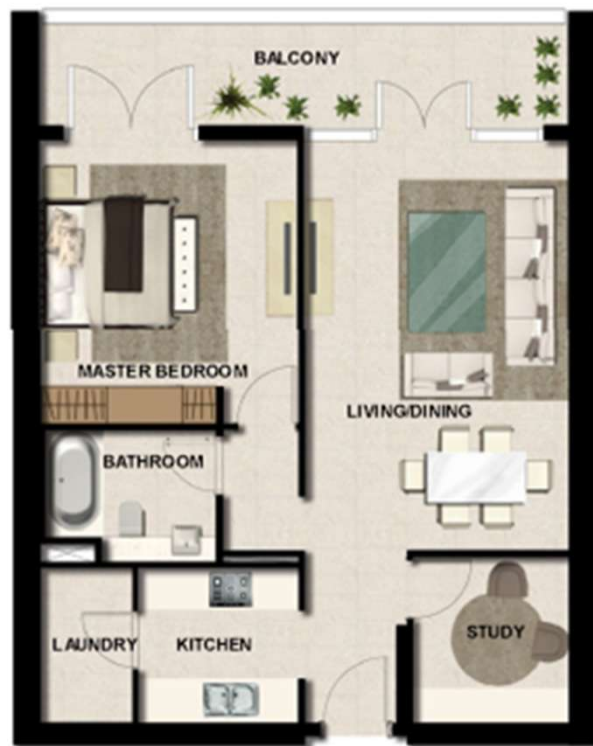 BALCONY
MASTER BEDROOM
LIVING/DINING
BATHROOM
LAUNDRY
KITCHEN
STUDY